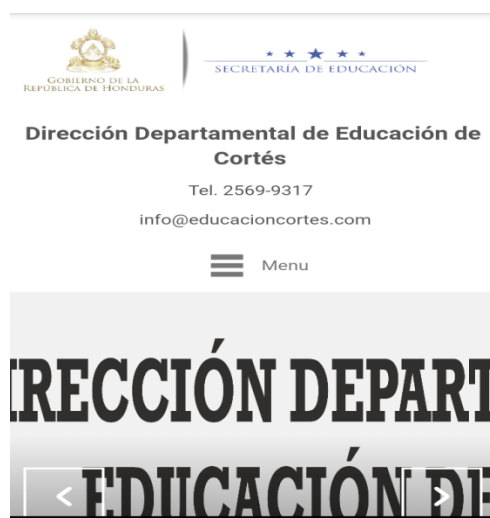 GOBIERNO DE LA
REPÚBLICA DE HONDURAS
SECRETARÍA DE EDUCACIÓN
Dirección Departamental de Educación de
Cortés
Tel. 2569-9317
info@educacioncortes.com
Menu
IRECCIÓN DEPART
EDUCACIÓN DE